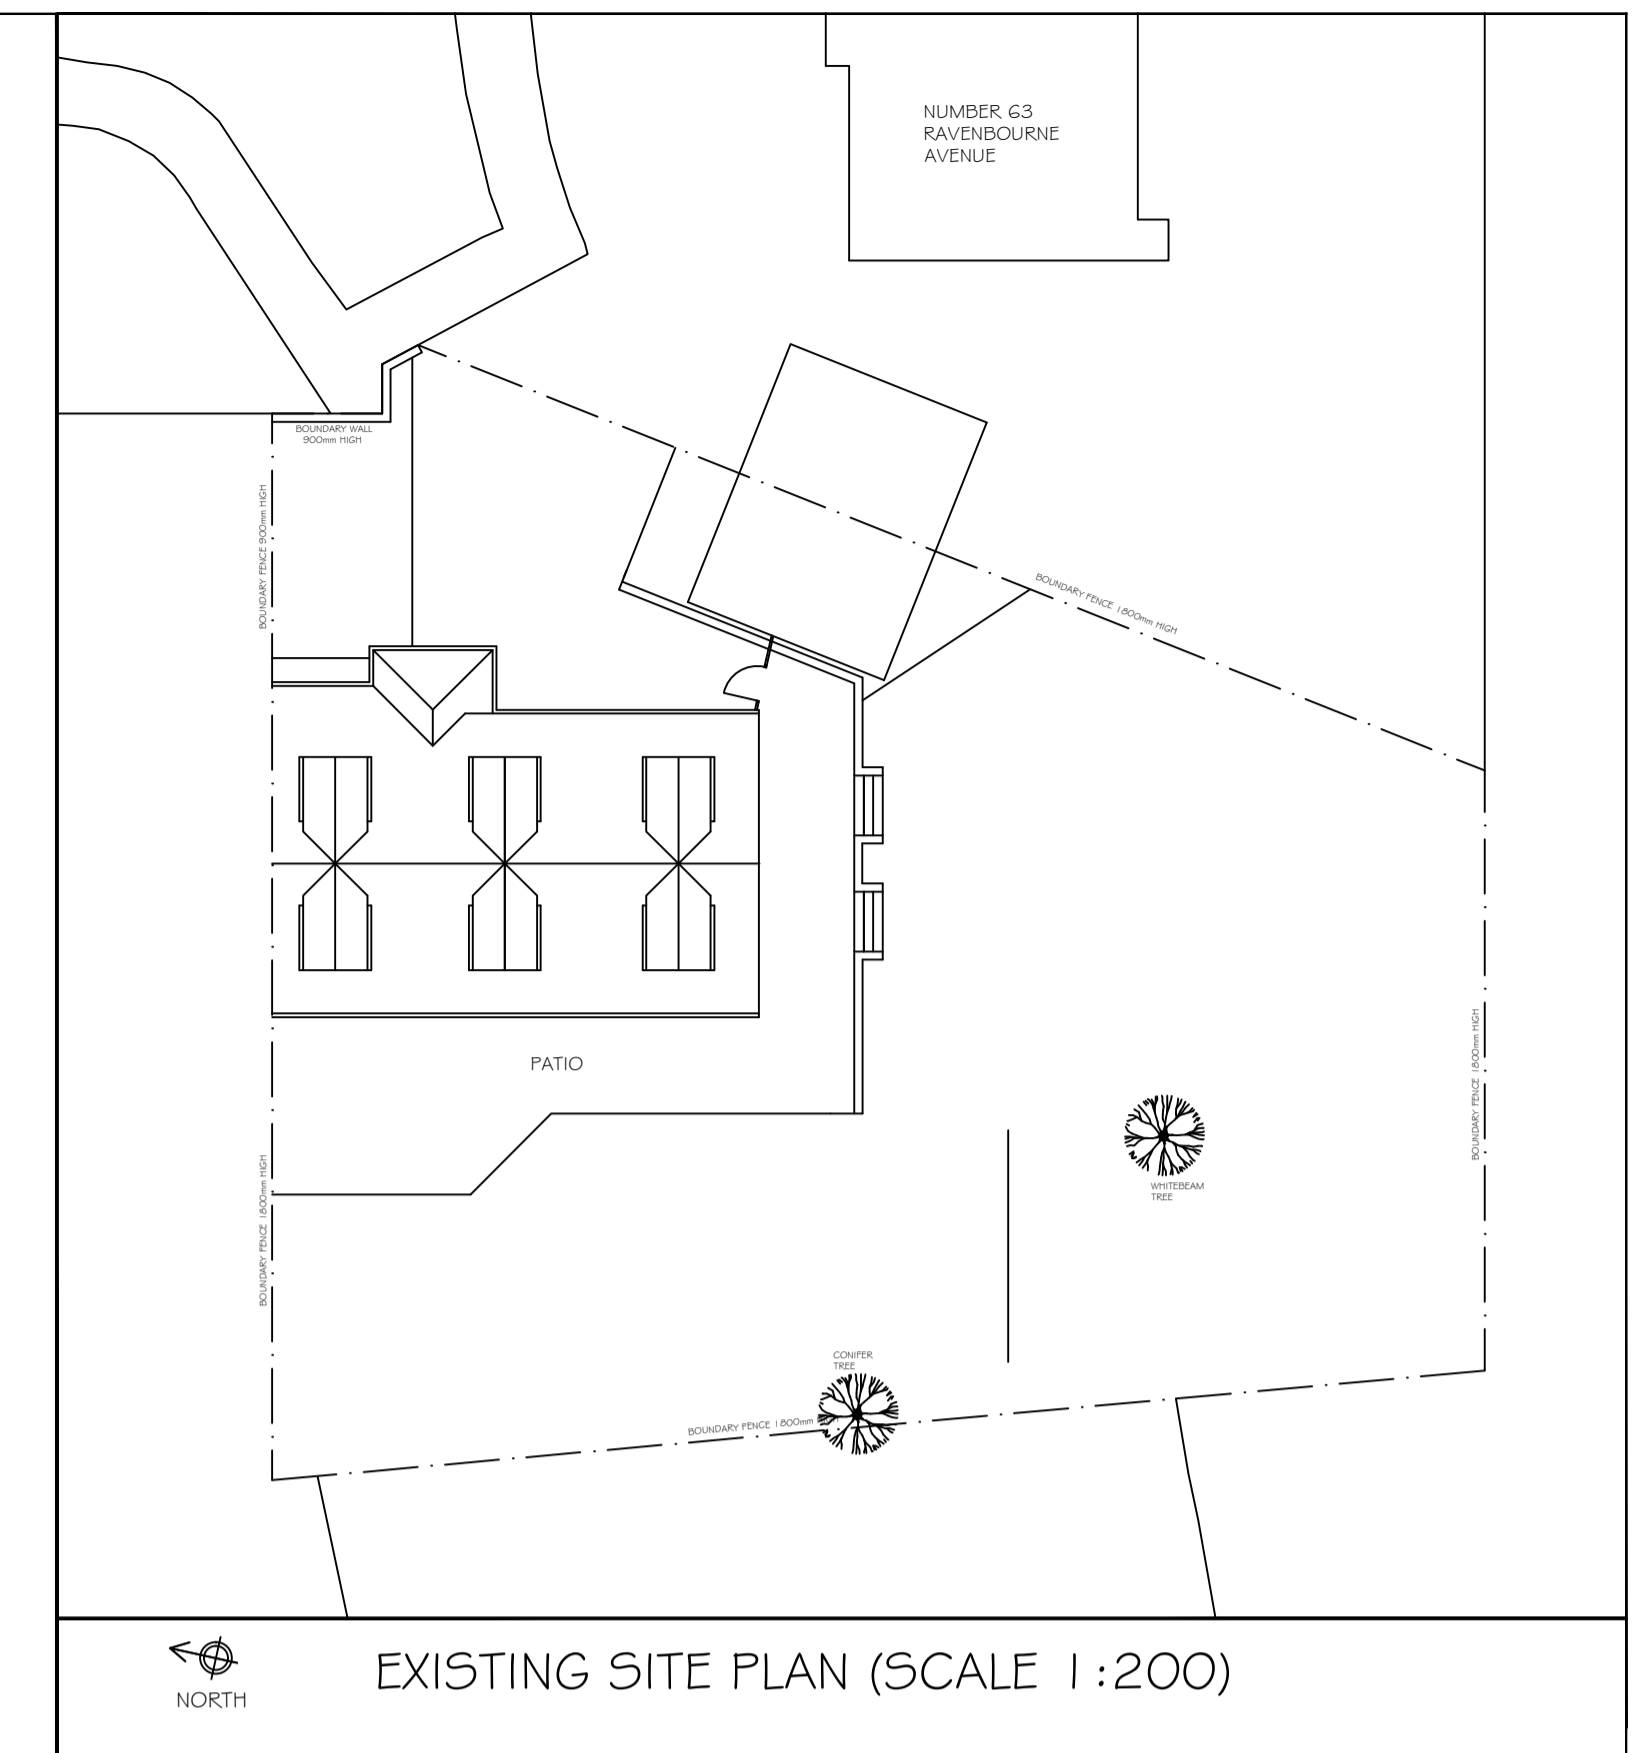 NUMBER 63
RAVENBOURNE
AVENUE
BOUNDARY WALL
900mm HIGH
BOUNDARY FENCE 900mm HIGH
BOUNDARY FENCE 1800mm HIGH
PATIO
BOUNDARY FENCE 1800mm HIGH
WHITEBEAM
TREE
BOUNDARY FENCE 1800mm HIGH
CONIFER
TREE
BOUNDARY FENCE 1800mm HIGH
NORTH
EXISTING SITE PLAN (SCALE 1:200)